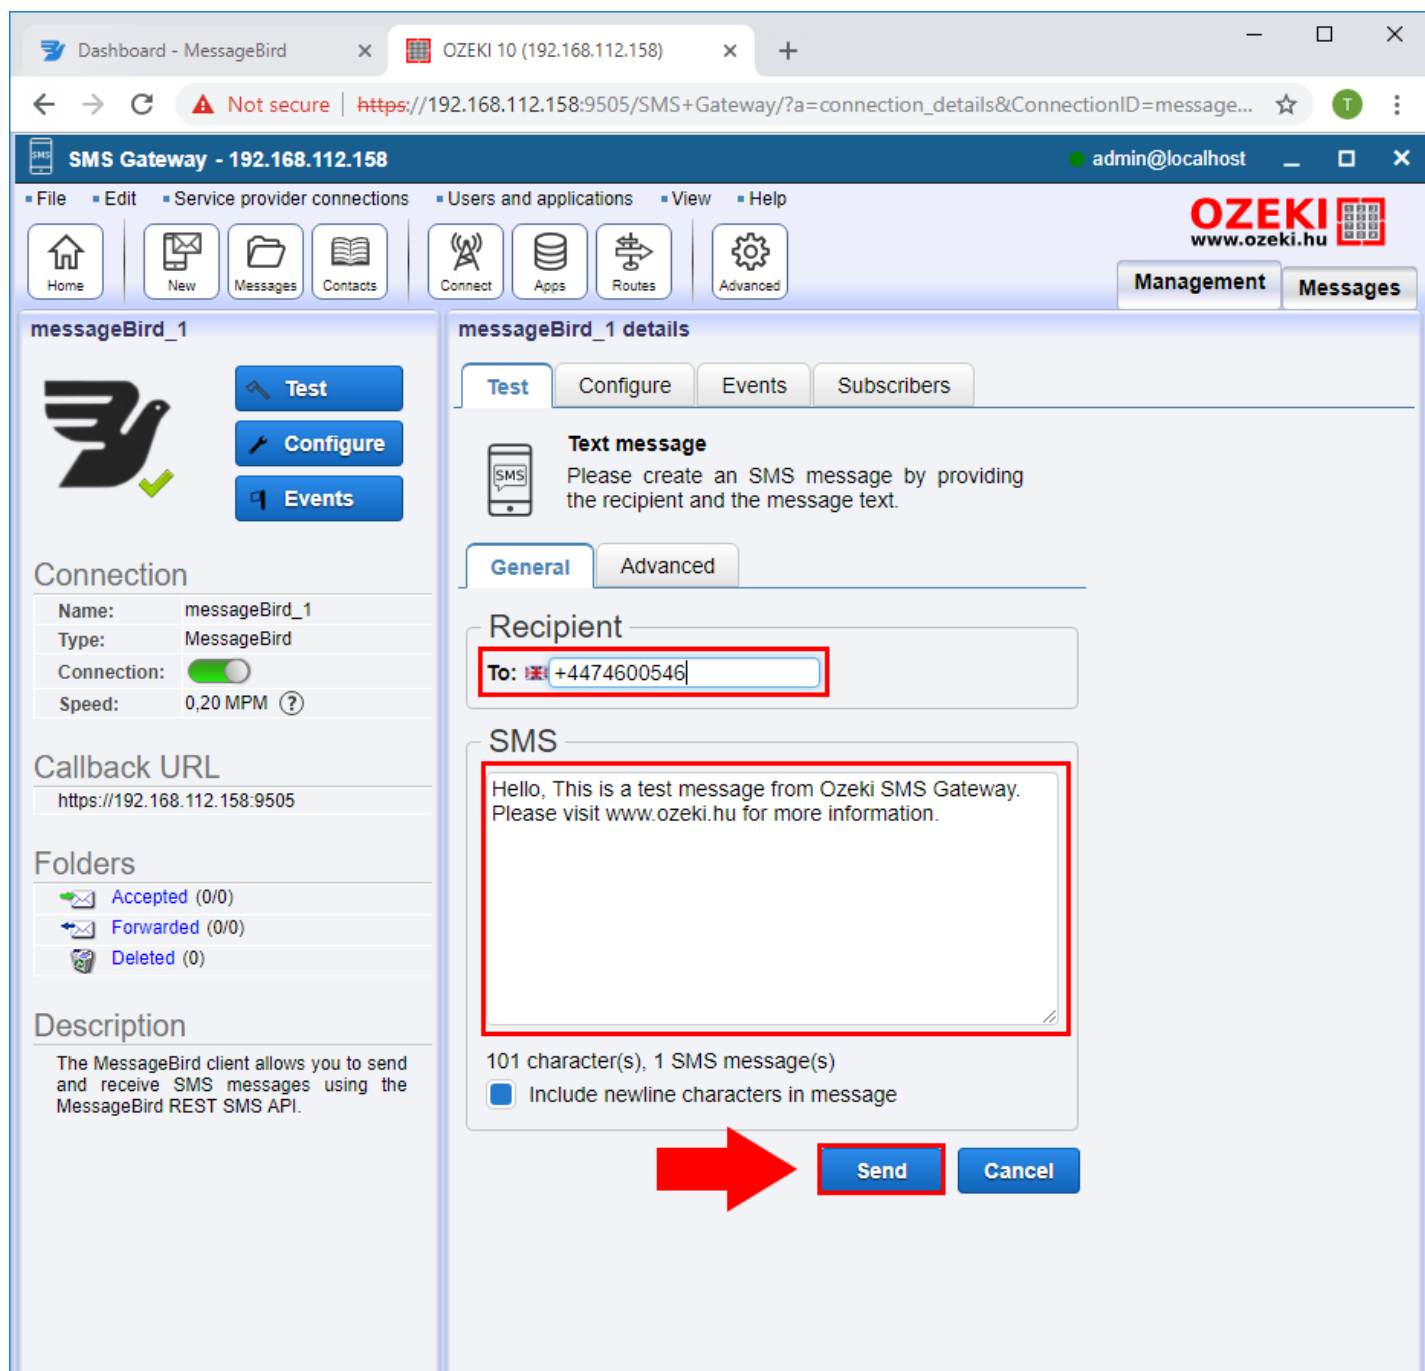 Dashboard - MessageBird
OZEKI 10 (192.168.112.158)
Not secure | https://192.168.112.158:9505/SMS+Gateway/?a=connection_details&ConnectionID=message...
T
SMS
SMS Gateway - 192.168.112.158
admin@localhost
File Edit Service provider connections Users and applications View Help
OZEKI
www.ozeki.hu
Home New Messages Contacts Connect Apps Routes Advanced
Management Messages
messageBird_1
Test
Configure
Events
Connection
Name: messageBird_1
Type: MessageBird
Connection:
Speed: 0,20 MPM ?
Callback URL
https://192.168.112.158:9505
Folders
Accepted (0/0)
Forwarded (0/0)
Deleted (0)
Description
The MessageBird client allows you to send
and receive SMS messages using the
MessageBird REST SMS API.
messageBird_1 details
Test Configure Events Subscribers
SMS
Text message
Please create an SMS message by providing
the recipient and the message text.
General Advanced
Recipient
To: +4474600546
SMS
Hello, This is a test message from Ozeki SMS Gateway.
Please visit www.ozeki.hu for more information.
101 character(s), 1 SMS message(s)
Include newline characters in message
Send Cancel